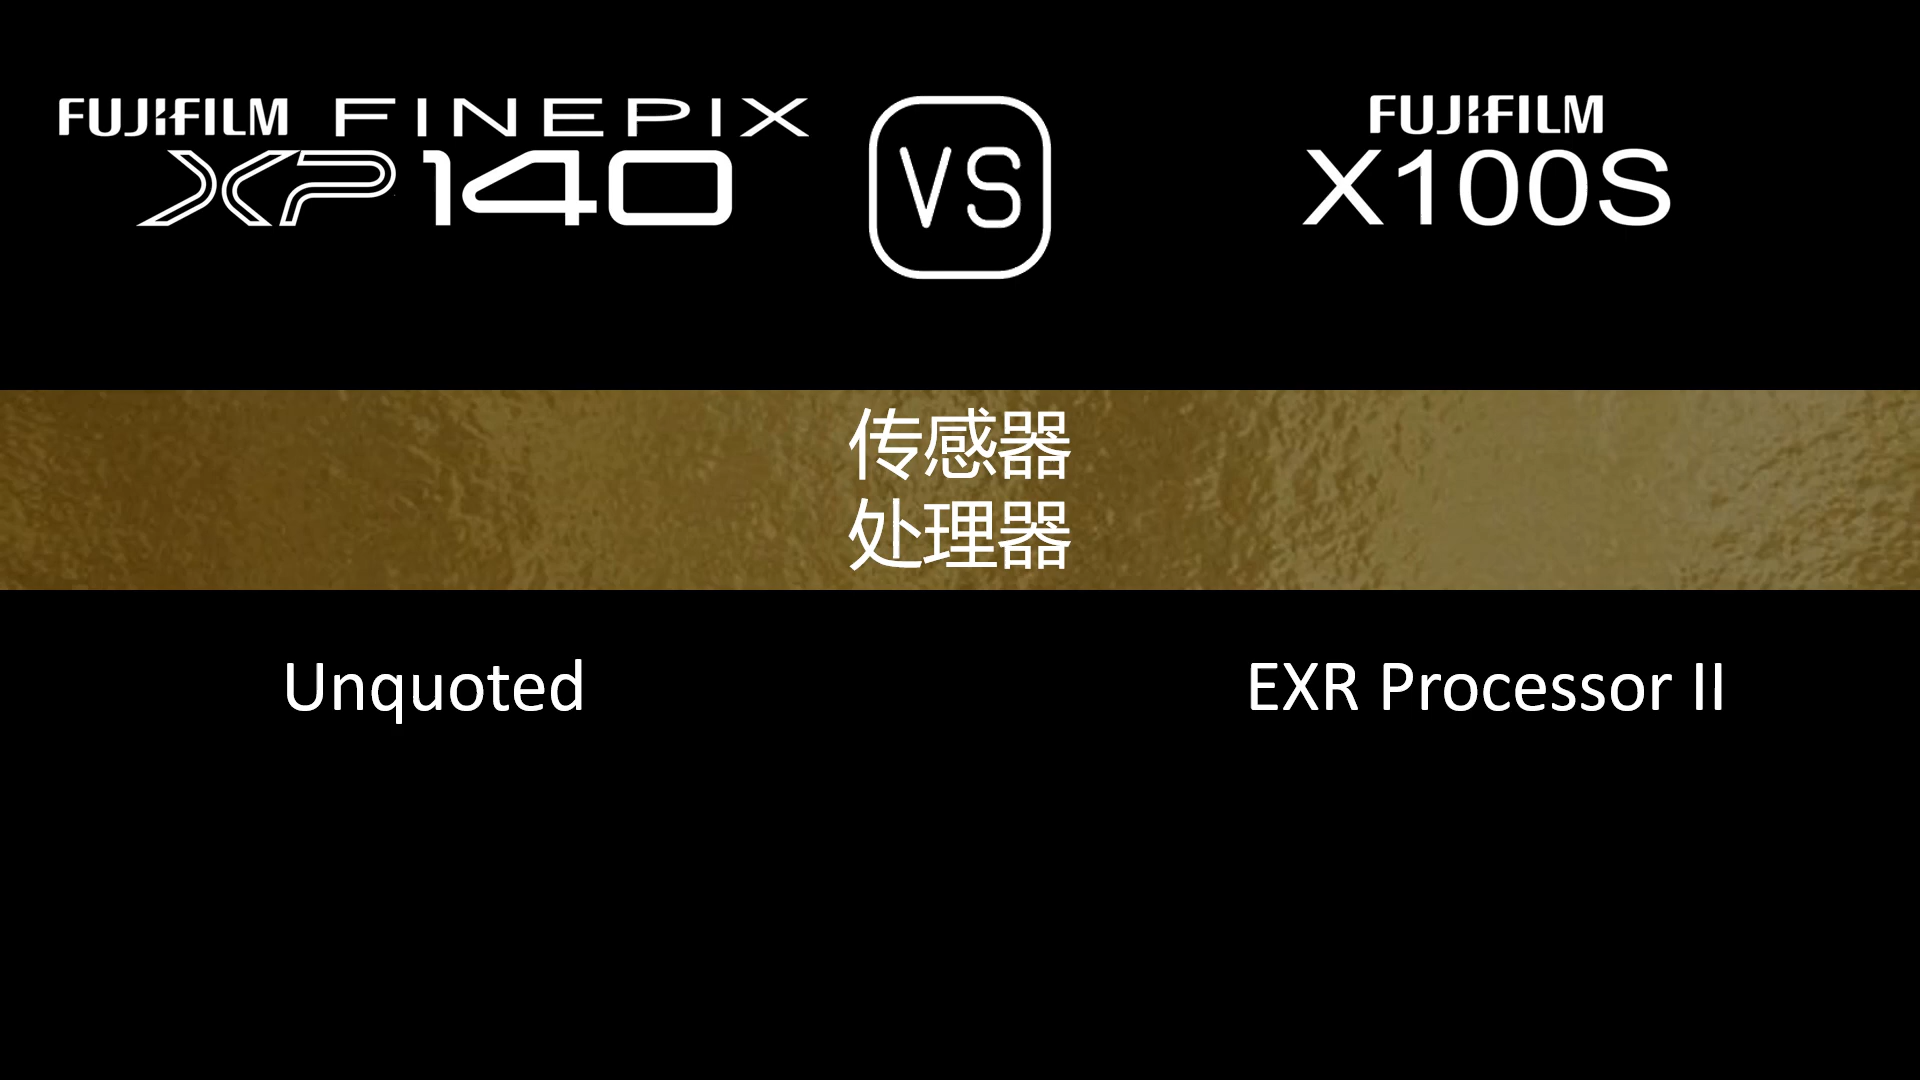 FUJIFILM FINEPIX
XP140
VS
FUJIFILM
X100S
传感器
处理器
Unquoted
EXR Processor II